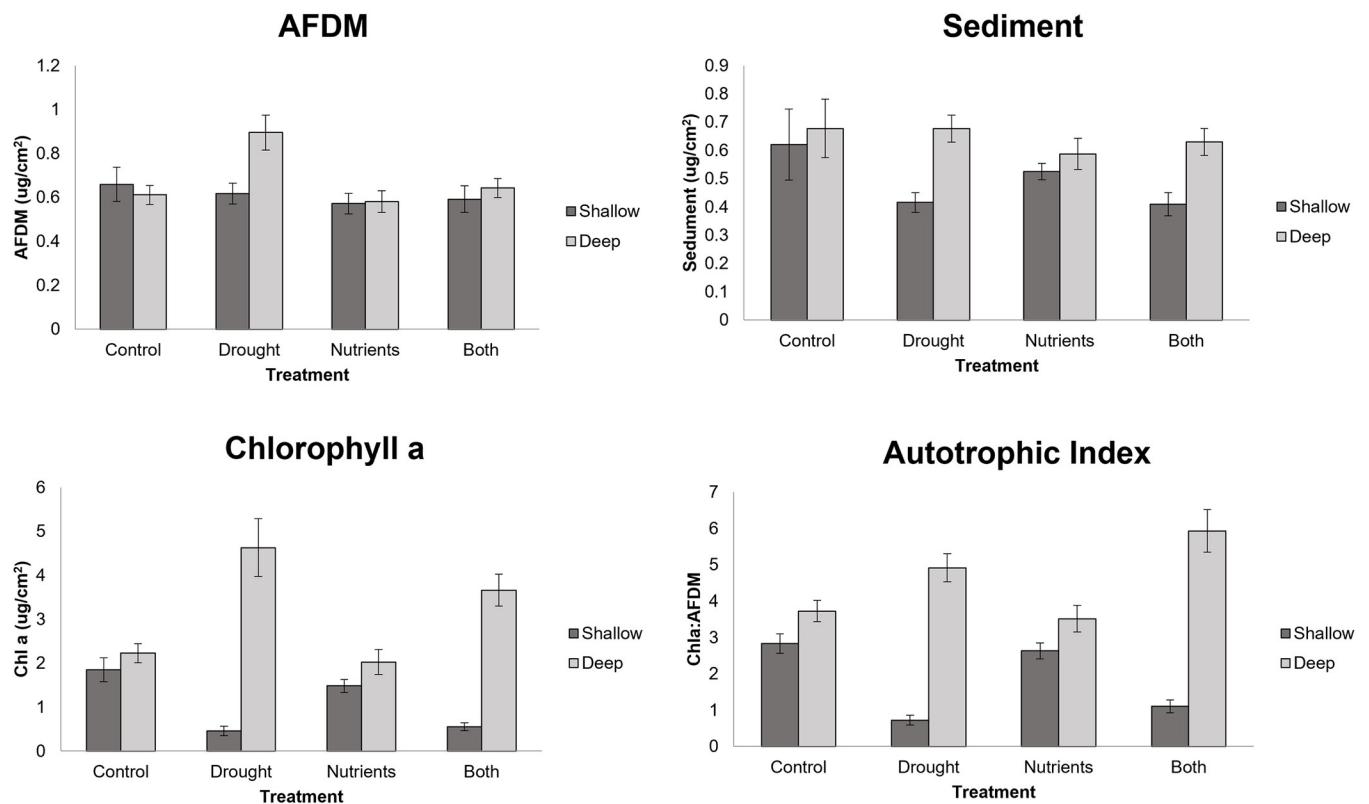 AFDM
AFDM (ug/cm²)
1.2
1
0.8
0.6
0.4
0.2
0
Control Drought Nutrients Both
Treatment
Shallow
Deep
Sediment
Sedument (ug/cm²)
0.9
0.8
0.7
0.6
0.5
0.4
0.3
0.2
0.1
0
Control Drought Nutrients Both
Treatment
Shallow
Deep
Chlorophyll a
Chl a (ug/cm²)
6
5
4
3
2
1
0
Control Drought Nutrients Both
Treatment
Shallow
Deep
Autotrophic Index
Chla:AFDM
7
6
5
4
3
2
1
0
Control Drought Nutrients Both
Treatment
Shallow
Deep